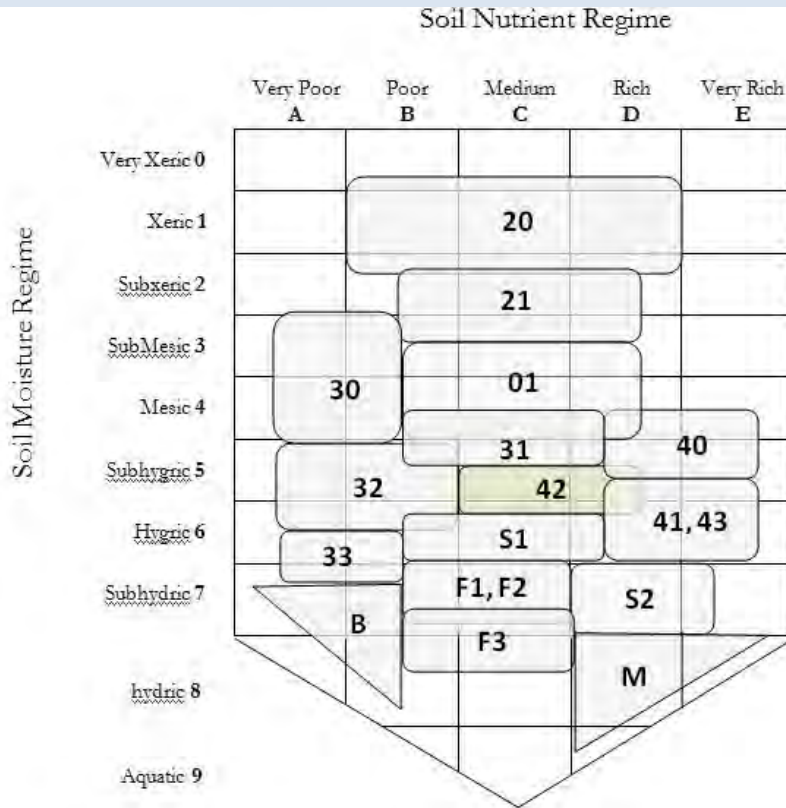 Soil Nutrient Regime
Very Poor Poor Medium Rich Very Rich
A B C D E
Soil Moisture Regime
Very Xeric 0
Xeric 1
20
Subxeric 2
21
SubMesic 3
30
01
Mesic 4
31
40
Subhygric 5
32
42
Hygric 6
S1
41, 43
33
Subhydric 7
F1, F2
S2
B
F3
hydric 8
M
Aquatic 9